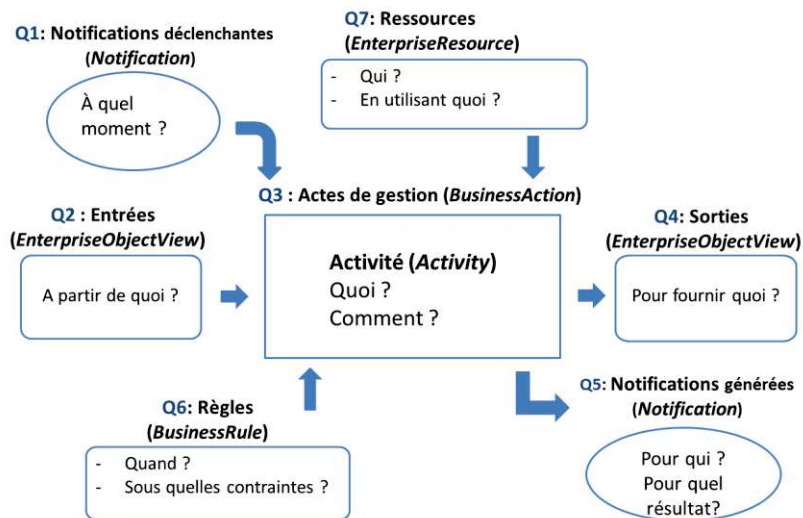 Q1: Notifications déclenchantes
(Notification)
À quel
moment ?
Q7: Ressources
(EnterpriseResource)
- Qui ?
- En utilisant quoi ?
Q3 : Actes de gestion (BusinessAction)
Q2 : Entrées
(EnterpriseObjectView)
A partir de quoi ?
Activité (Activity)
Quoi ?
Comment ?
Q4: Sorties
(EnterpriseObjectView)
Pour fournir quoi ?
Q6: Règles
(BusinessRule)
- Quand ?
- Sous quelles contraintes ?
Q5: Notifications générées
(Notification)
Pour qui ?
Pour quel
résultat?